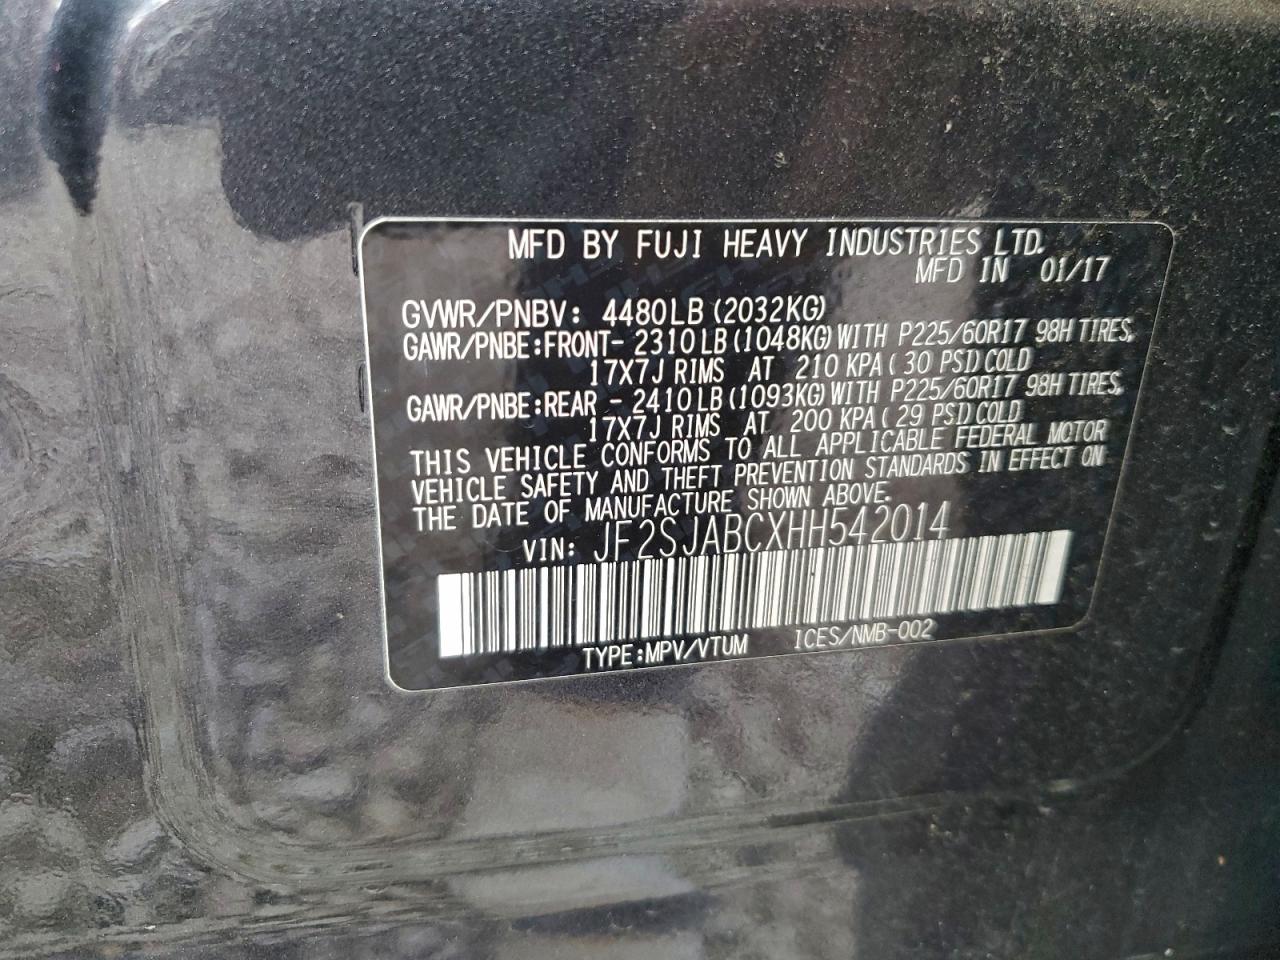 MFD BY FUJI HEAVY INDUSTRIES LTD.
MFD IN 01/17
GVWR/PNBV: 4480LB (2032KG)
GAWR/PNBE:FRONT- 2310LB (1048KG) WITH P225/60R17 98H TIRES,
17X7J RIMS AT 210 KPA (30 PSI) COLD
GAWR/PNBE:REAR - 2410LB (1093KG) WITH P225/60R17 98H TIRES,
17X7J RIMS AT 200 KPA (29 PSI) COLD
THIS VEHICLE CONFORMS TO ALL APPLICABLE FEDERAL MOTOR
VEHICLE SAFETY AND THEFT PREVENTION STANDARDS IN EFFECT ON
THE DATE OF MANUFACTURE SHOWN ABOVE.
VIN: JF2SJABCXHH542014
TYPE:MPV/VTUM ICES/NMB-002